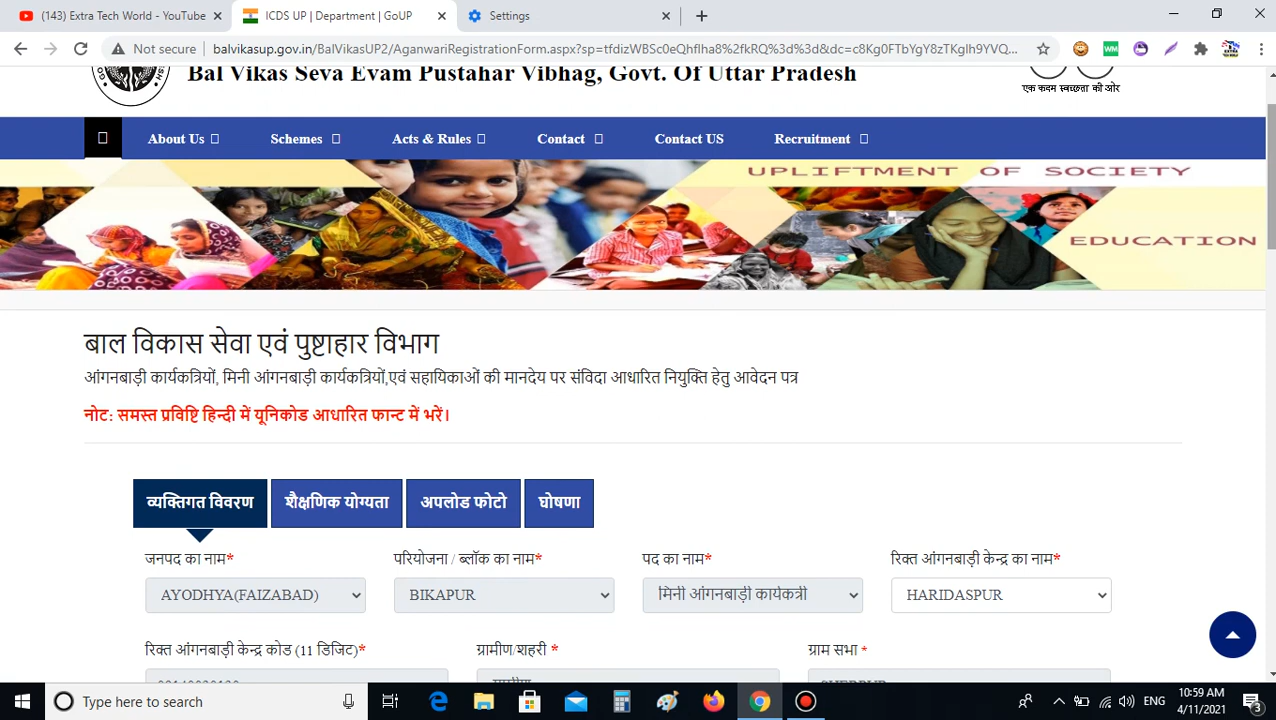 (143) Extra Tech World - YouTube
ICDS UP | Department | GoUP
Settings
Not secure
balvikasup.gov.in/BalVikasUP2/AganwariRegistrationForm.aspx?sp=tfdizWBSc0eQhflha8%2fkRQ%3d%3d&dc=c8Kg0FTbYgY8zTKglh9YVQ...
Bal Vikas Seva Evam Pustahar Vibhag, Govt. Of Uttar Pradesh
एक कदम स्वच्छता की ओर
About Us
Schemes
Acts & Rules
Contact
Contact US
Recruitment
UPLIFTMENT OF SOCIETY
EDUCATION
बाल विकास सेवा एवं पुष्टाहार विभाग
आंगनबाड़ी कार्यकत्रियों, मिनी आंगनबाड़ी कार्यकत्रियों,एवं सहायिकाओं की मानदेय पर संविदा आधारित नियुक्ति हेतु आवेदन पत्र
नोट: समस्त प्रविष्टि हिन्दी में यूनिकोड आधारित फान्ट में भरें।
व्यक्तिगत विवरण
शैक्षणिक योग्यता
अपलोड फोटो
घोषणा
जनपद का नाम*
परियोजना / ब्लॉक का नाम*
पद का नाम*
रिक्त आंगनबाड़ी केन्द्र का नाम*
AYODHYA(FAIZABAD)
BIKAPUR
मिनी आंगनबाड़ी कार्यकत्री
HARIDASPUR
रिक्त आंगनबाड़ी केन्द्र कोड (11 डिजिट)*
ग्रामीण/शहरी *
ग्राम सभा *
Type here to search
ENG
10:59 AM
4/11/2021
3